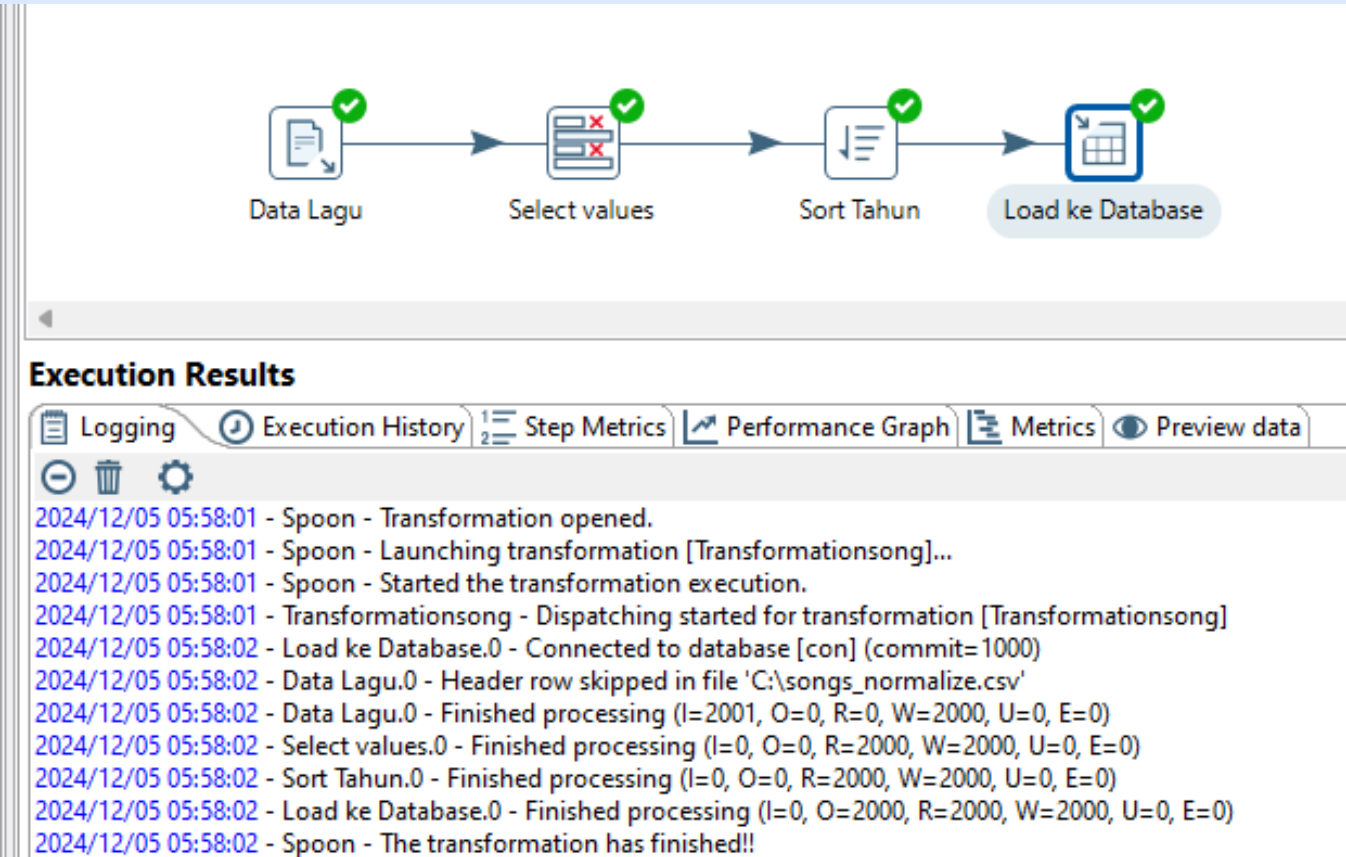 Data Lagu
Select values
Sort Tahun
Load ke Database
Execution Results
Logging
Execution History
Step Metrics
Performance Graph
Metrics
Preview data
2024/12/05 05:58:01 - Spoon - Transformation opened.
2024/12/05 05:58:01 - Spoon - Launching transformation [Transformationsong]...
2024/12/05 05:58:01 - Spoon - Started the transformation execution.
2024/12/05 05:58:01 - Transformationsong - Dispatching started for transformation [Transformationsong]
2024/12/05 05:58:02 - Load ke Database.0 - Connected to database [con] (commit=1000)
2024/12/05 05:58:02 - Data Lagu.0 - Header row skipped in file 'C:\songs_normalize.csv'
2024/12/05 05:58:02 - Data Lagu.0 - Finished processing (I=2001, O=0, R=0, W=2000, U=0, E=0)
2024/12/05 05:58:02 - Select values.0 - Finished processing (I=0, O=0, R=2000, W=2000, U=0, E=0)
2024/12/05 05:58:02 - Sort Tahun.0 - Finished processing (I=0, O=0, R=2000, W=2000, U=0, E=0)
2024/12/05 05:58:02 - Load ke Database.0 - Finished processing (I=0, O=2000, R=2000, W=2000, U=0, E=0)
2024/12/05 05:58:02 - Spoon - The transformation has finished!!